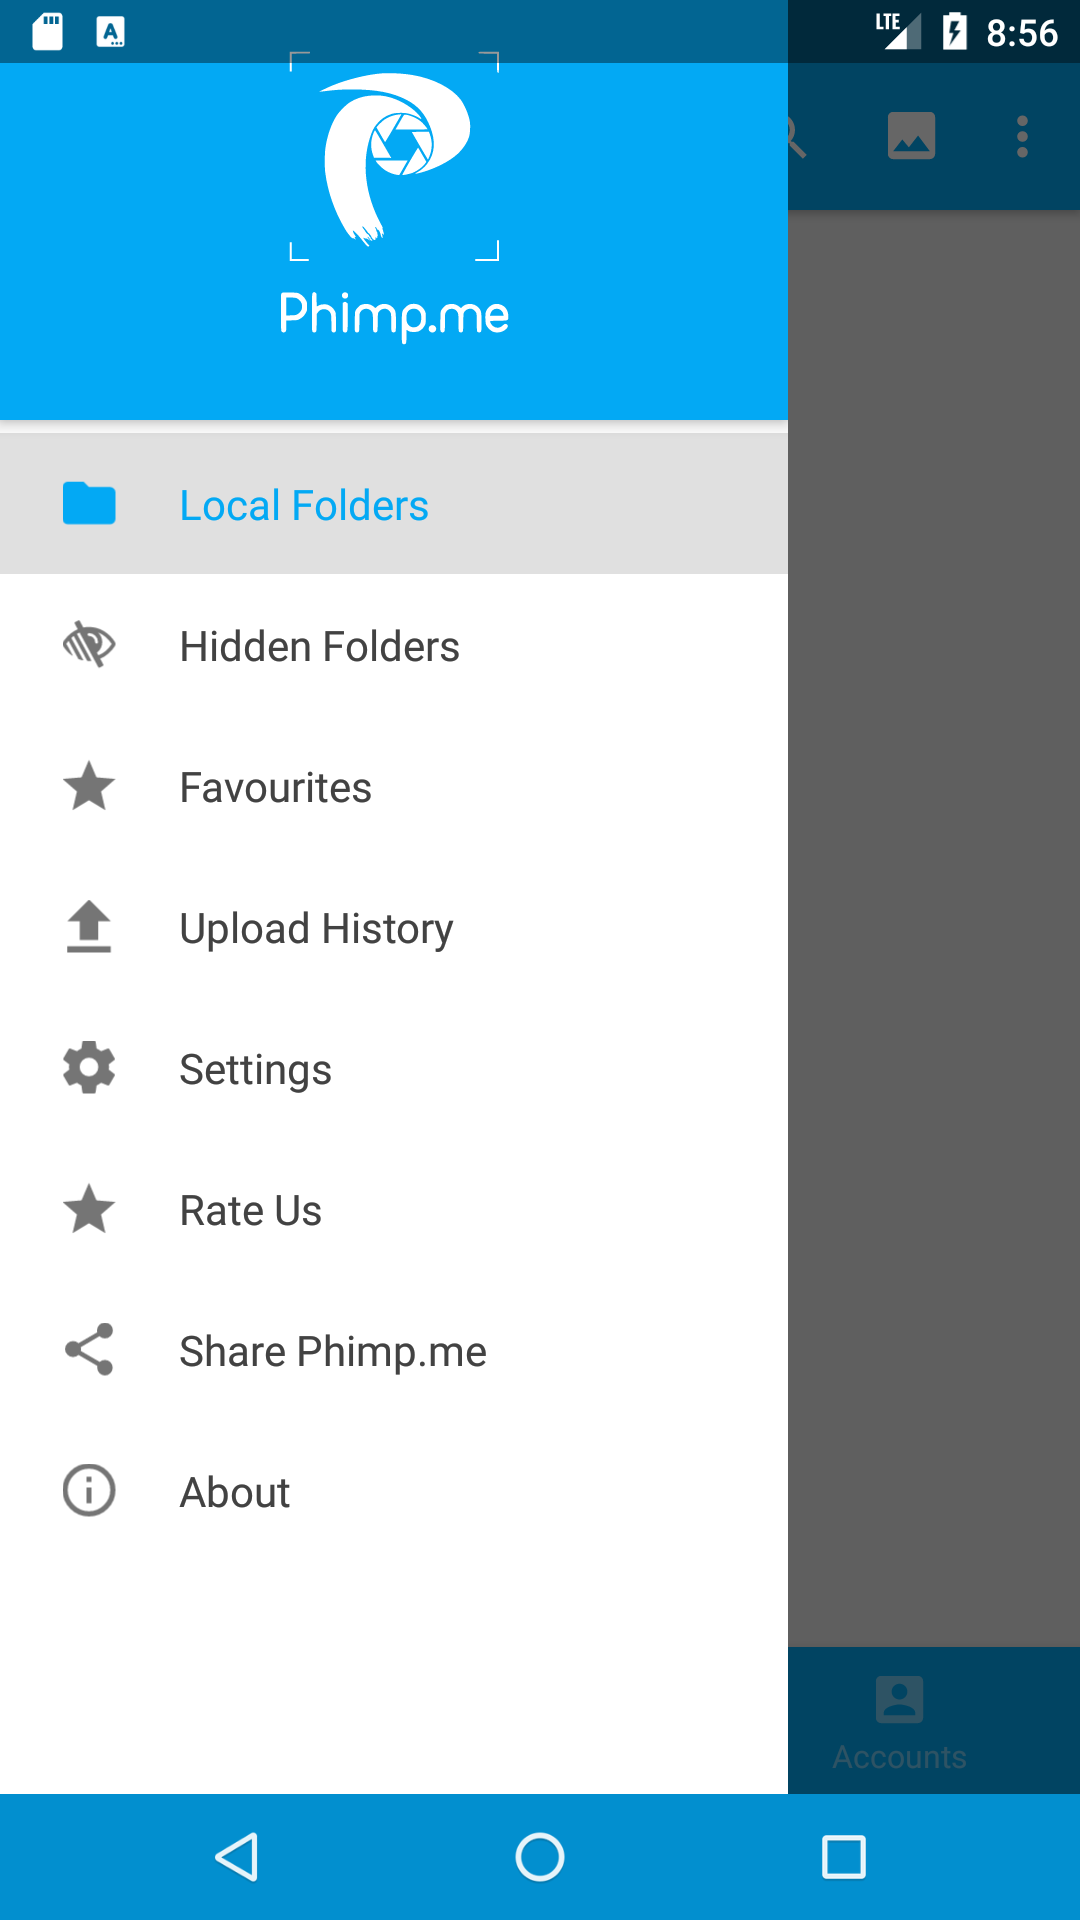 LTE 8:56
Phimp.me
Local Folders
Hidden Folders
Favourites
Upload History
Settings
Rate Us
Share Phimp.me
About
Accounts